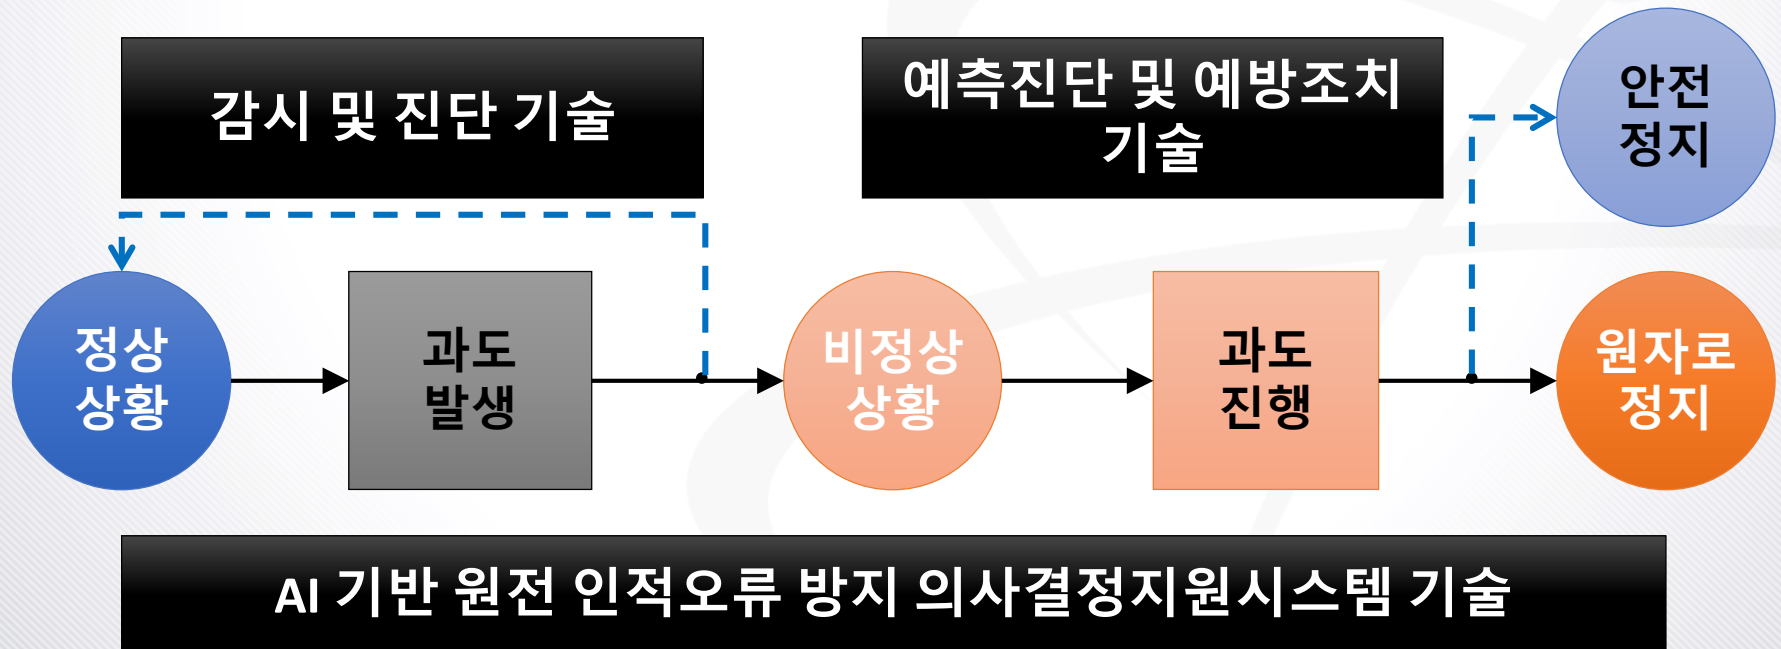 감시 및 진단 기술
예측진단 및 예방조치
기술
안전
정지
정상
상황
과도
발생
비정상
상황
과도
진행
원자로
정지
AI 기반 원전 인적오류 방지 의사결정지원시스템 기술